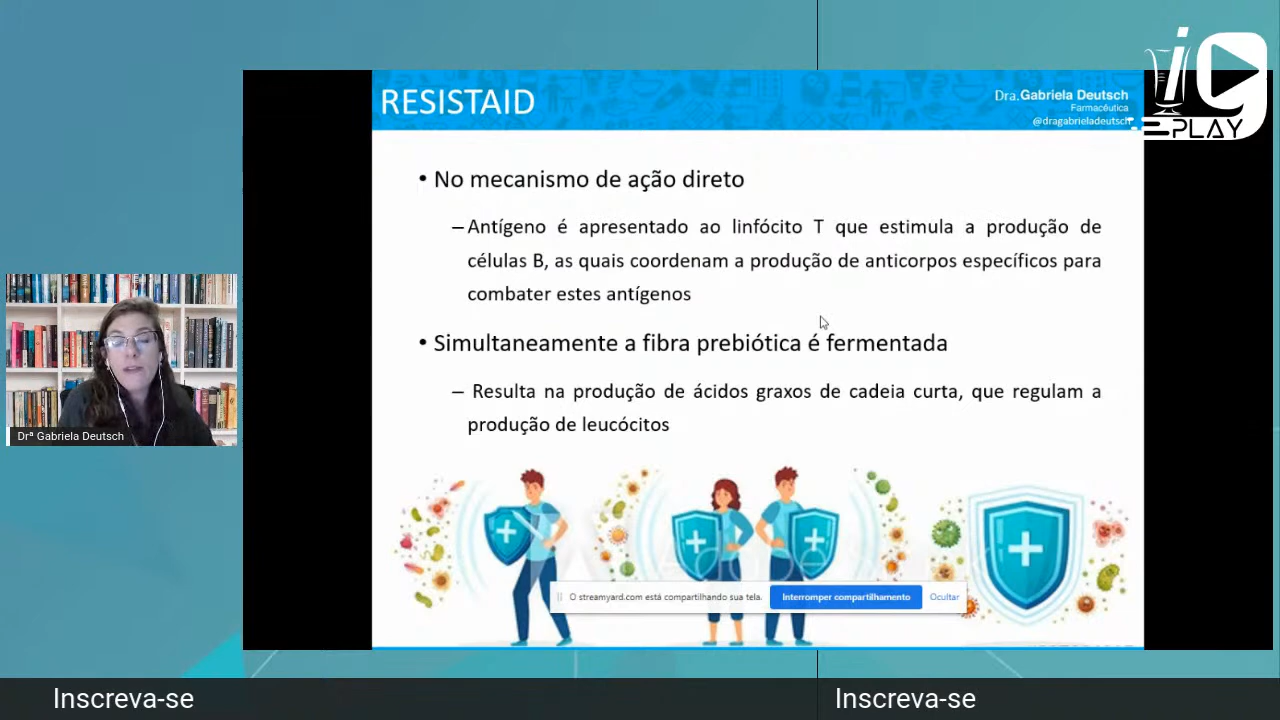 RESISTAID
Dra.Gabriela Deutsch
Farmacêutica
@dragabrieladeutsch
iG
PLAY
• No mecanismo de ação direto
– Antígeno é apresentado ao linfócito T que estimula a produção de
células B, as quais coordenam a produção de anticorpos específicos para
combater estes antígenos
• Simultaneamente a fibra prebiótica é fermentada
– Resulta na produção de ácidos graxos de cadeia curta, que regulam a
produção de leucócitos
Drª Gabriela Deutsch
O streamyard.com está compartilhando sua tela.
Interromper compartilhamento
Ocultar
Inscreva-se
Inscreva-se